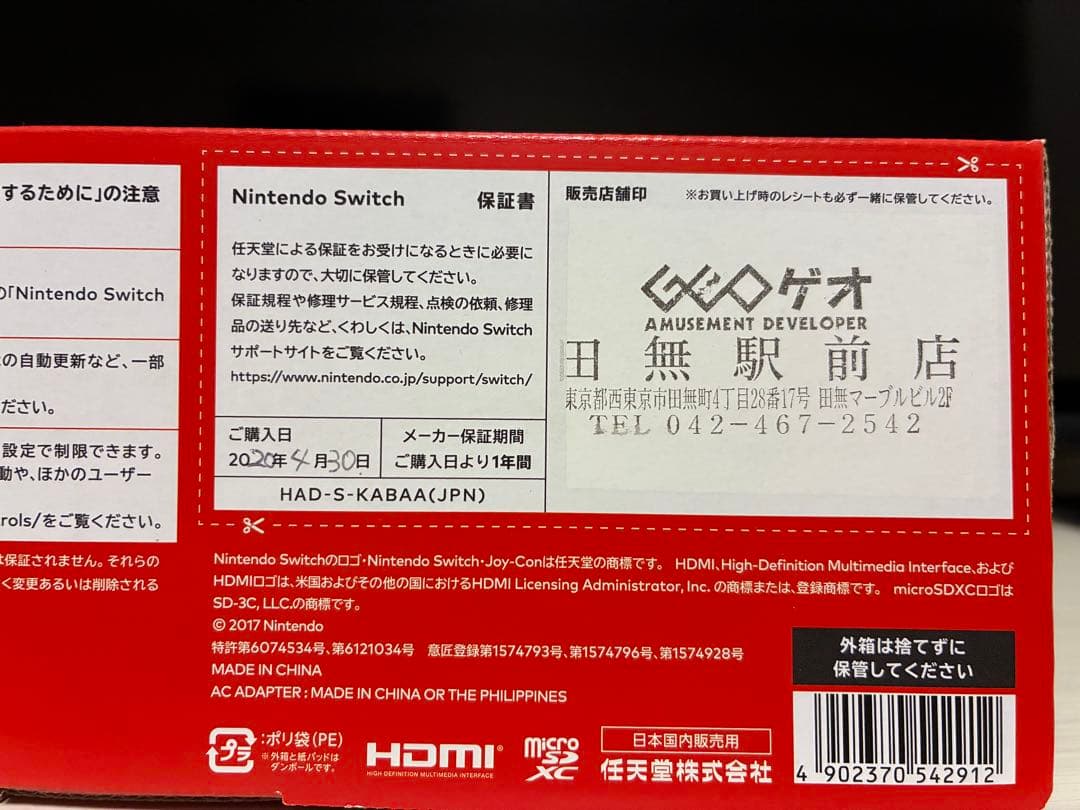 するために」の注意
の「Nintendo Switch
の自動更新など、一部
ださい。
設定で制限できます。
動や、ほかのユーザー
rols/をご覧ください。
は保証されません。それらの
く変更あるいは削除される
Nintendo Switch 保証書
任天堂による保証をお受けになるときに必要に
なりますので、大切に保管してください。
保証規程や修理サービス規程、点検の依頼、修理
品の送り先など、くわしくは、Nintendo Switch
サポートサイトをご覧ください。
https://www.nintendo.co.jp/support/switch/
ご購入日
2020年4月30日
メーカー保証期間
ご購入日より1年間
HAD-S-KABAA(JPN)
販売店舗印 ※お買い上げ時のレシートも必ず一緒に保管してください。
GEO ゲオ
AMUSEMENT DEVELOPER
田無駅前店
東京都西東京市田無町4丁目28番17号 田無マーブルビル2F
TEL 042-467-2542
Nintendo Switchのロゴ・Nintendo Switch・Joy-Conは任天堂の商標です。 HDMI、High-Definition Multimedia Interface、および
HDMIロゴは、米国およびその他の国におけるHDMI Licensing Administrator, Inc. の商標または、登録商標です。 microSDXCロゴは
SD-3C, LLC.の商標です。
© 2017 Nintendo
特許第6074534号、第6121034号 意匠登録第1574793号、第1574796号、第1574928号
MADE IN CHINA
AC ADAPTER : MADE IN CHINA OR THE PHILIPPINES
外箱は捨てずに
保管してください
プラ
:ポリ袋(PE)
※外箱と紙パッドは
ダンボールです。
HDMI®
HIGH-DEFINITION MULTIMEDIA INTERFACE
micro
SD
XC
日本国内販売用
任天堂株式会社
4 902370 542912